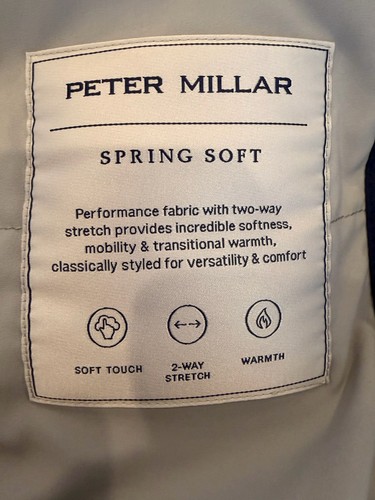 PETER MILLAR
SPRING SOFT
Performance fabric with two-way
stretch provides incredible softness,
mobility & transitional warmth,
classically styled for versatility & comfort
SOFT TOUCH
2-WAY
STRETCH
WARMTH